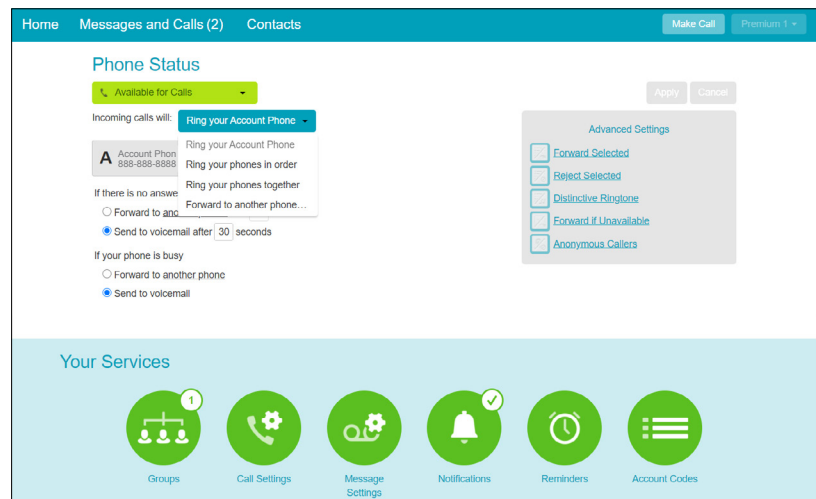 Home Messages and Calls (2) Contacts Make Call Premium 1
Phone Status
Available for Calls
Apply Cancel
Incoming calls will: Ring your Account Phone
Ring your Account Phone
Ring your phones in order
Ring your phones together
Forward to another phone...
A Account Phon
888-888-8888
If there is no answe
Forward to ano
Send to voicemail after 30 seconds
If your phone is busy
Forward to another phone
Send to voicemail
Advanced Settings
Forward Selected
Reject Selected
Distinctive Ringtone
Forward if Unavailable
Anonymous Callers
Your Services
1
Groups
Call Settings
Message
Settings
Notifications
Reminders
Account Codes